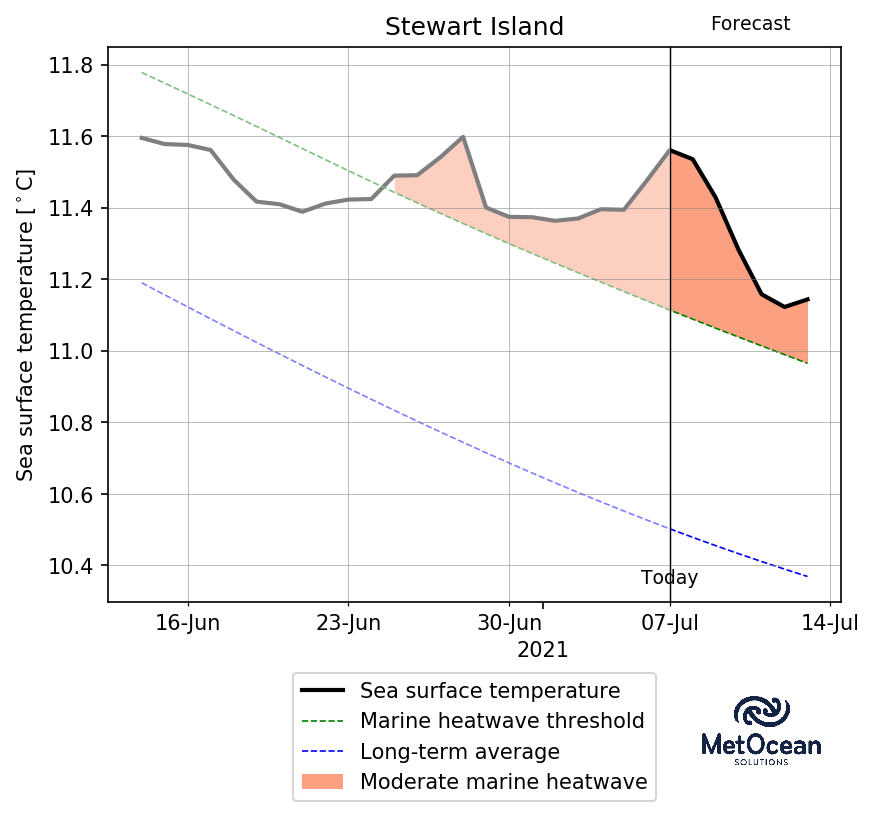 Stewart Island
Forecast
Sea surface temperature [°C]
11.8
11.6
11.4
11.2
11.0
10.8
10.6
10.4
Today
16-Jun
23-Jun
30-Jun
07-Jul
14-Jul
2021
Sea surface temperature
Marine heatwave threshold
Long-term average
Moderate marine heatwave
MetOcean
SOLUTIONS